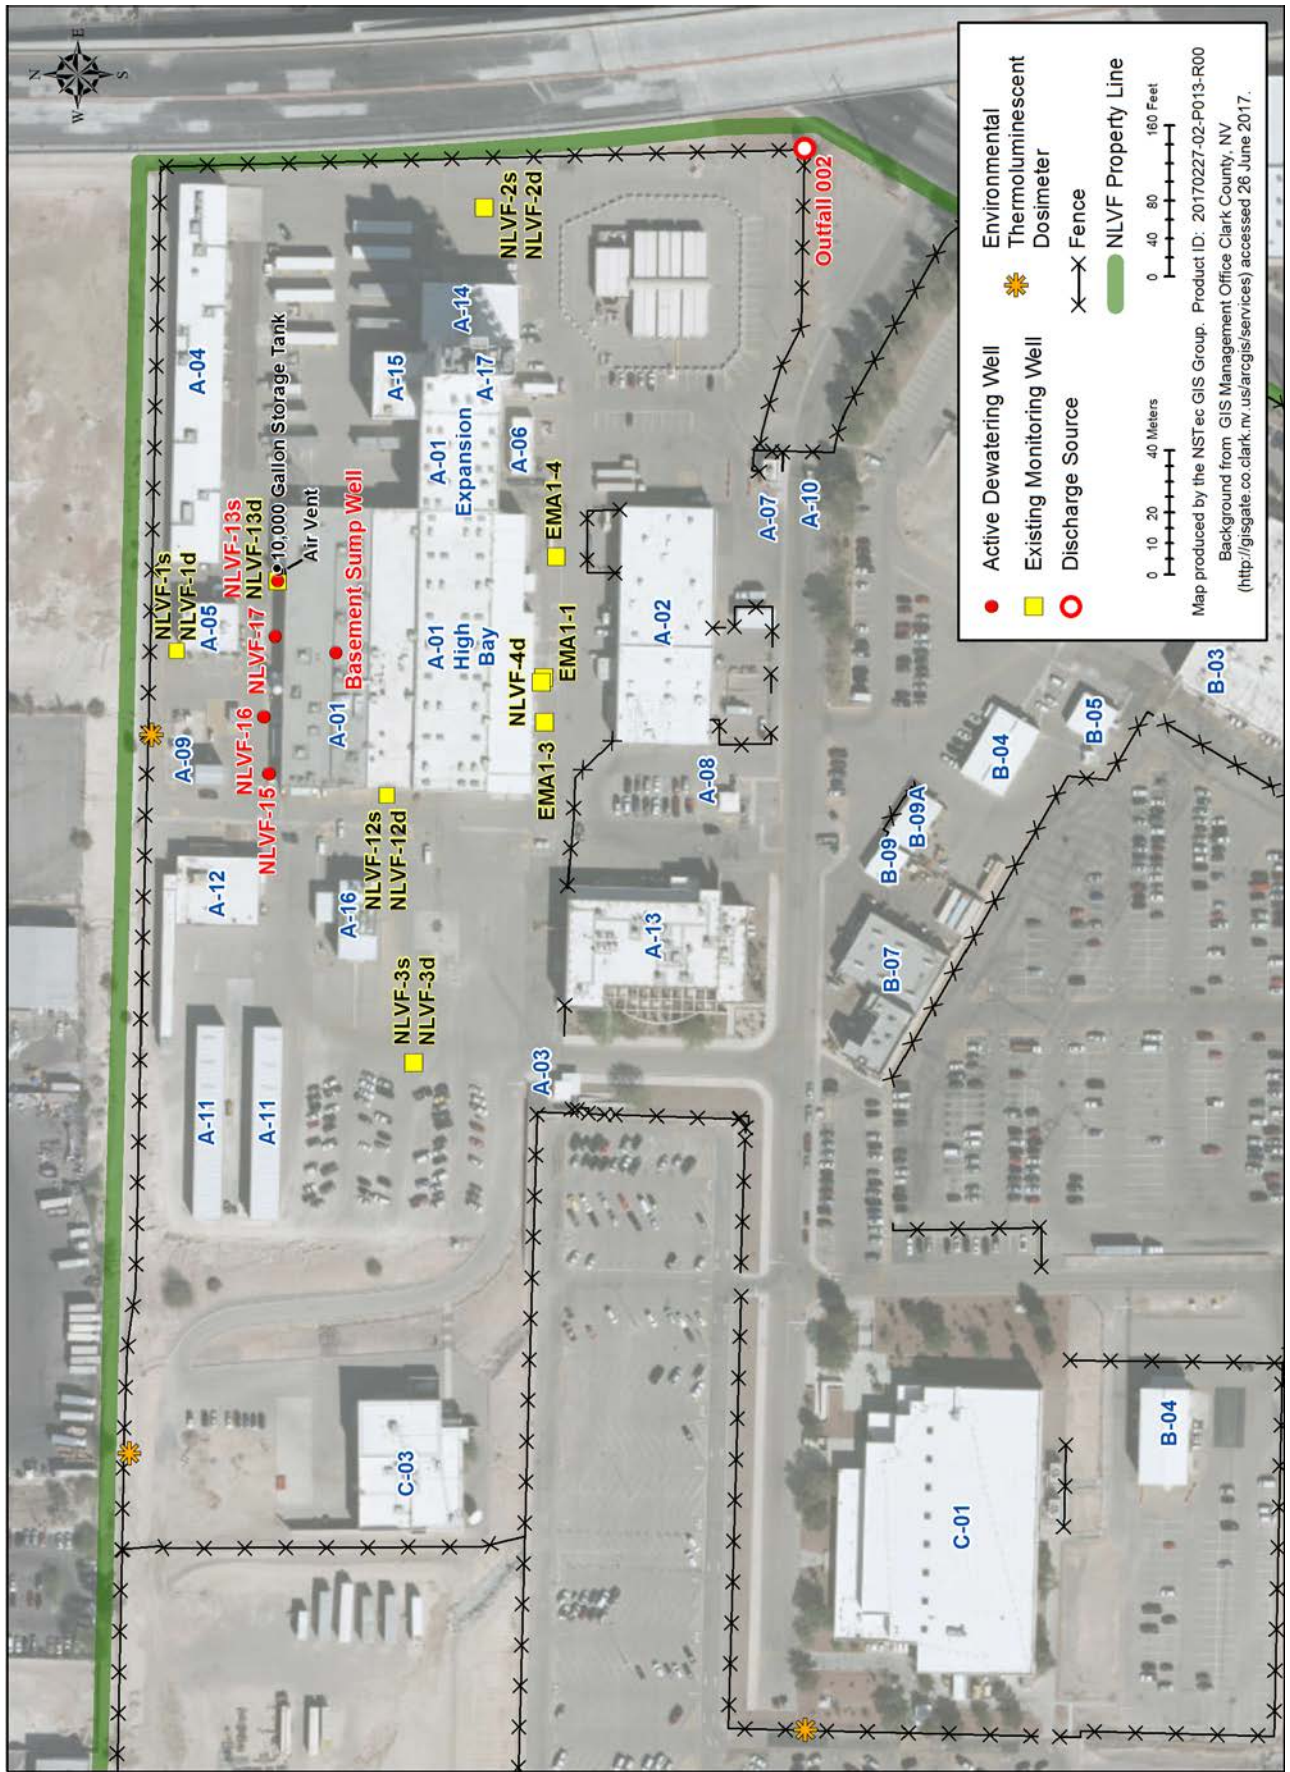 N
E
S
W
NLVF-1s
NLVF-1d
A-04
A-05
A-09
NLVF-13s
NLVF-13d
10,000 Gallon Storage Tank
Air Vent
NLVF-17
NLVF-16
NLVF-15
Basement Sump Well
A-01
A-12
A-11
A-11
A-16
NLVF-12s
NLVF-12d
NLVF-3s
NLVF-3d
A-15
A-14
A-17
A-01
Expansion
A-01
High
Bay
A-06
NLVF-2s
NLVF-2d
NLVF-4d
EMA1-1
EMA1-3
EMA1-4
A-02
A-08
A-07
A-10
Outfall 002
A-13
A-03
C-03
C-01
B-04
B-07
B-09
B-09A
B-04
B-05
B-03
Active Dewatering Well
Existing Monitoring Well
Discharge Source
Environmental
Thermoluminescent
Dosimeter
Fence
NLVF Property Line
0 10 20 40 Meters
0 40 80 160 Feet
Map produced by the NSTec GIS Group. Product ID: 20170227-02-P013-R00
Background from GIS Management Office Clark County, NV
(http://gisgate.co.clark.nv.us/arcgis/services) accessed 26 June 2017.